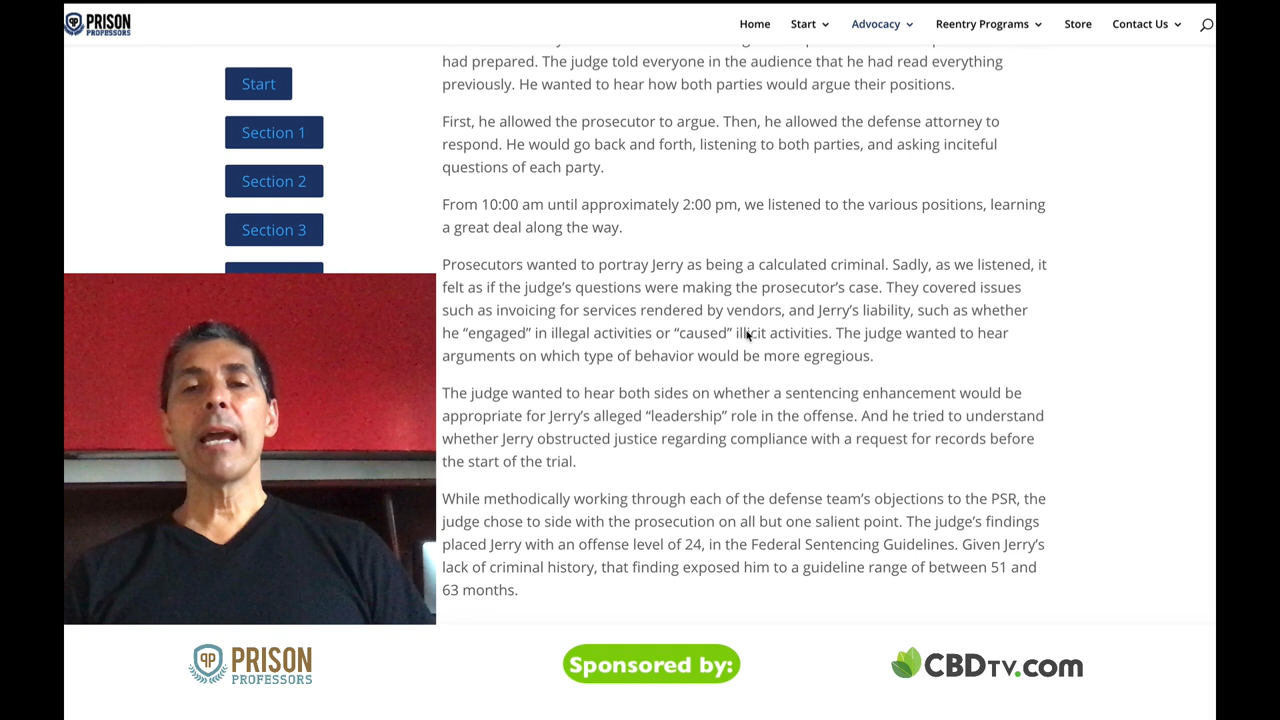 PRISON
PROFESSORS
Home
Start
Advocacy
Reentry Programs
Store
Contact Us
Start
Section 1
Section 2
Section 3
had prepared. The judge told everyone in the audience that he had read everything
previously. He wanted to hear how both parties would argue their positions.
First, he allowed the prosecutor to argue. Then, he allowed the defense attorney to
respond. He would go back and forth, listening to both parties, and asking inciteful
questions of each party.
From 10:00 am until approximately 2:00 pm, we listened to the various positions, learning
a great deal along the way.
Prosecutors wanted to portray Jerry as being a calculated criminal. Sadly, as we listened, it
felt as if the judge’s questions were making the prosecutor’s case. They covered issues
such as invoicing for services rendered by vendors, and Jerry’s liability, such as whether
he “engaged” in illegal activities or “caused” illicit activities. The judge wanted to hear
arguments on which type of behavior would be more egregious.
The judge wanted to hear both sides on whether a sentencing enhancement would be
appropriate for Jerry’s alleged “leadership” role in the offense. And he tried to understand
whether Jerry obstructed justice regarding compliance with a request for records before
the start of the trial.
While methodically working through each of the defense team’s objections to the PSR, the
judge chose to side with the prosecution on all but one salient point. The judge’s findings
placed Jerry with an offense level of 24, in the Federal Sentencing Guidelines. Given Jerry’s
lack of criminal history, that finding exposed him to a guideline range of between 51 and
63 months.
PRISON
PROFESSORS
Sponsored by:
CBDTV.com